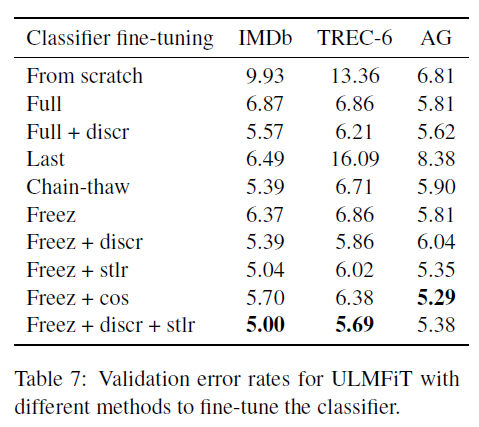 Classifier fine-tuning IMDb TREC-6 AG
From scratch 9.93 13.36 6.81
Full 6.87 6.86 5.81
Full + discr 5.57 6.21 5.62
Last 6.49 16.09 8.38
Chain-thaw 5.39 6.71 5.90
Freez 6.37 6.86 5.81
Freez + discr 5.39 5.86 6.04
Freez + stlr 5.04 6.02 5.35
Freez + cos 5.70 6.38 5.29
Freez + discr + stlr 5.00 5.69 5.38
Table 7: Validation error rates for ULMFiT with
different methods to fine-tune the classifier.